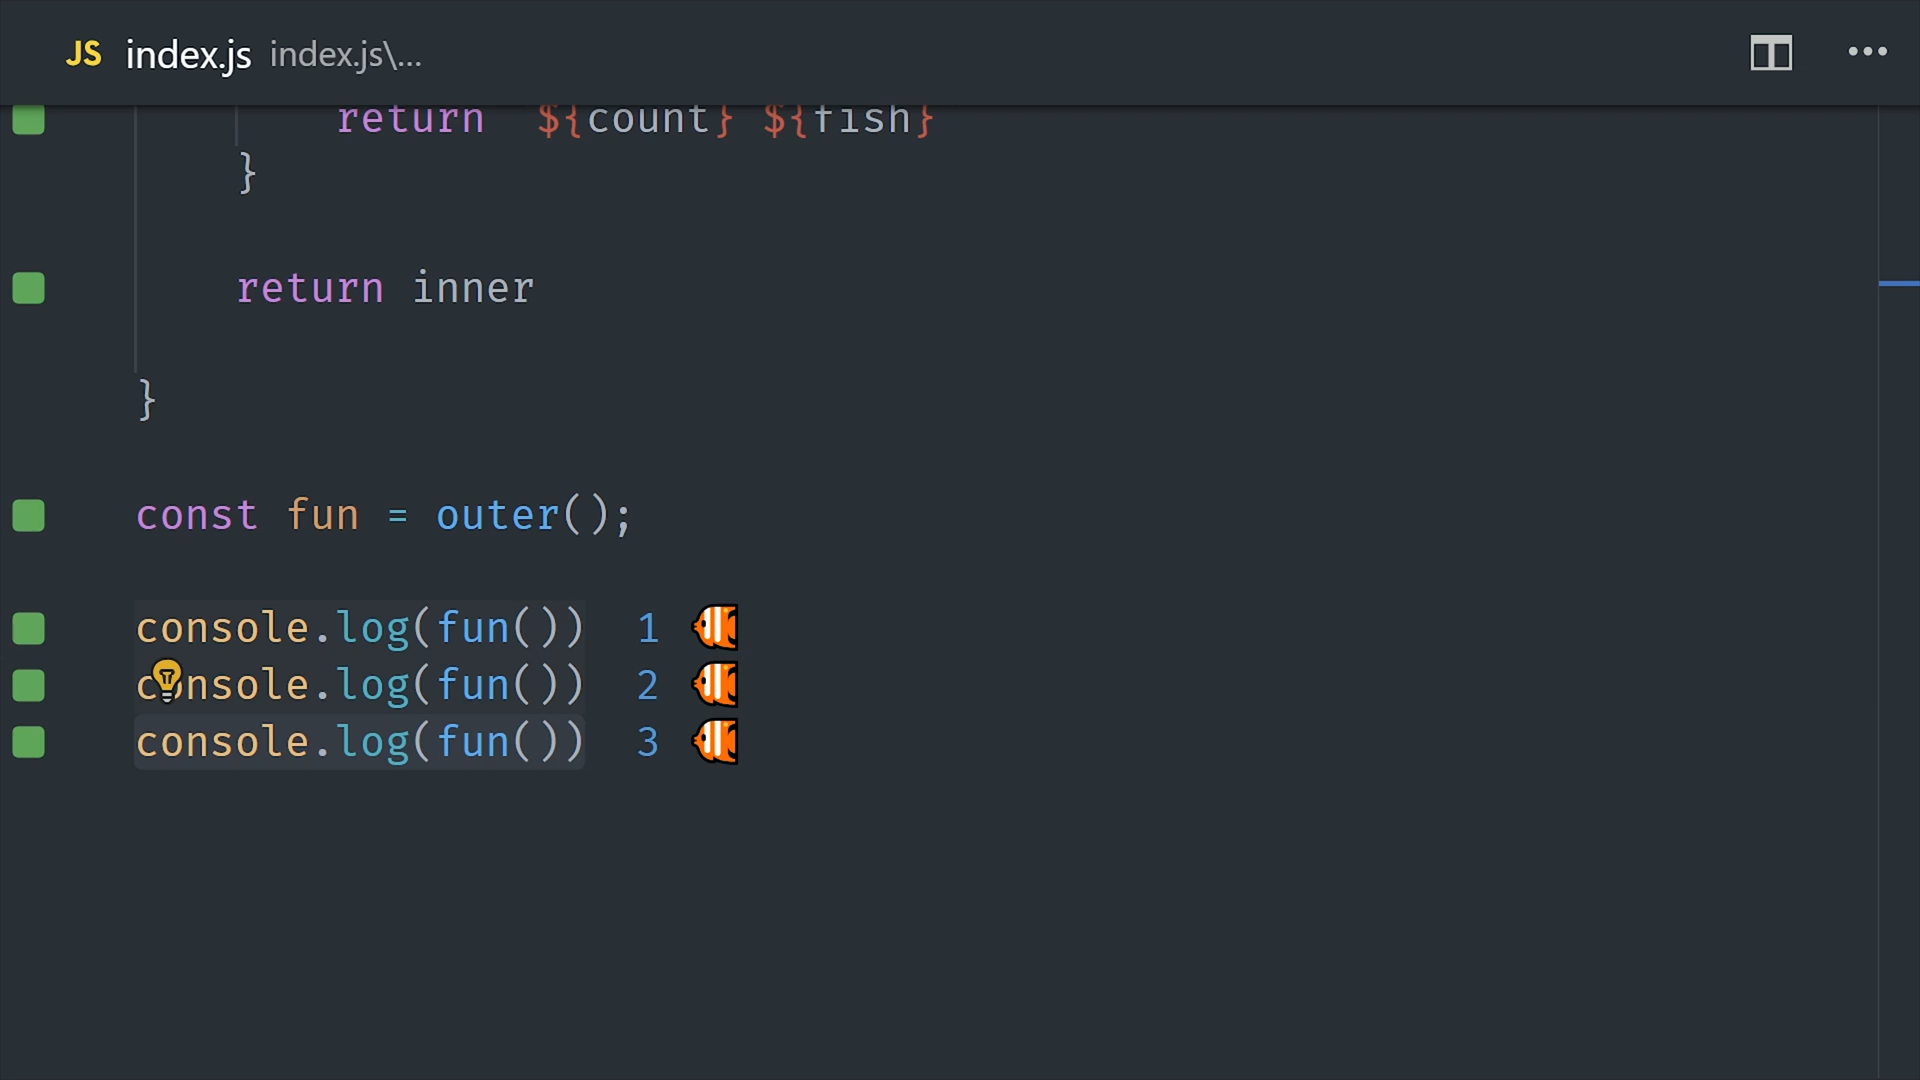 JS index.js index.js\...
return ${count} ${fish}
}
return inner
}
const fun = outer();
console.log(fun()) 1 🐠
console.log(fun()) 2 🐠
console.log(fun()) 3 🐠